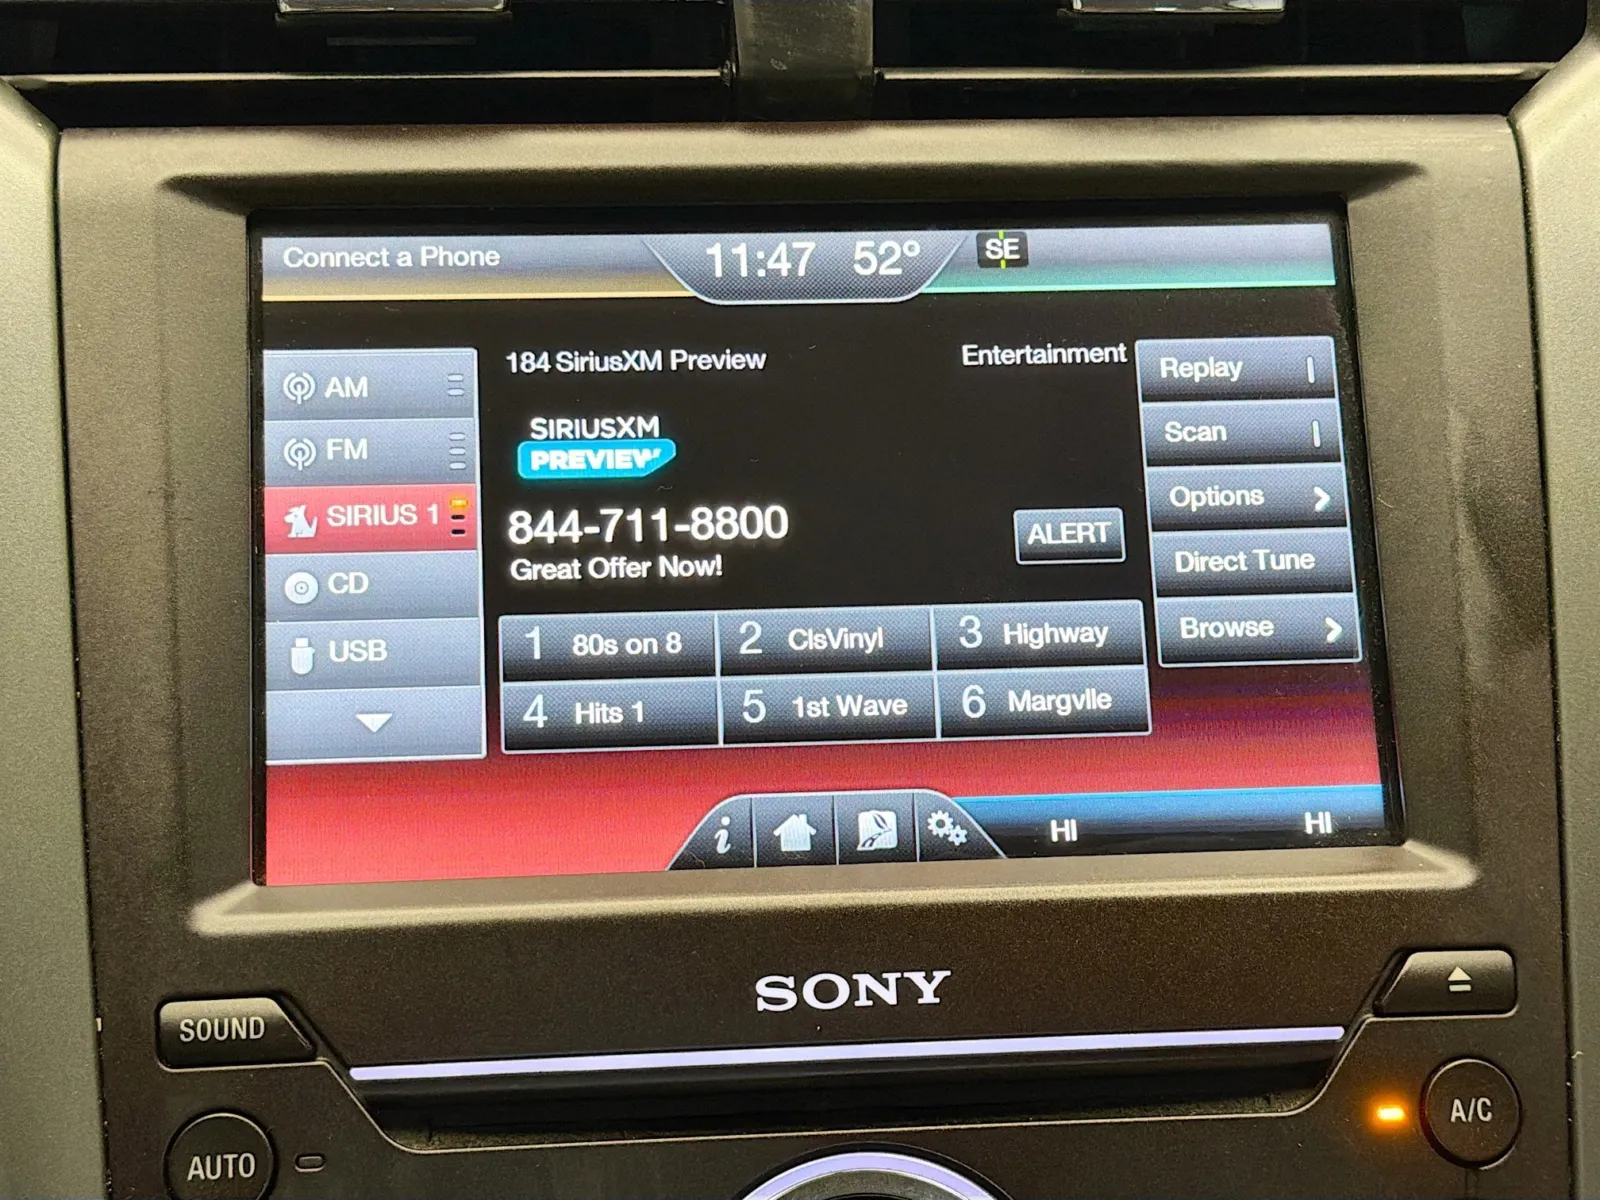 Connect a Phone
11:47 52°
SE
AM
FM
SIRIUS 1
CD
USB
184 SiriusXM Preview
Entertainment
SIRIUSXM
PREVIEW
844-711-8800
Great Offer Now!
ALERT
1 80s on 8
2 ClsVinyl
3 Highway
4 Hits 1
5 1st Wave
6 Margvlle
Replay
Scan
Options
Direct Tune
Browse
i
HI
HI
SONY
SOUND
AUTO
A/C